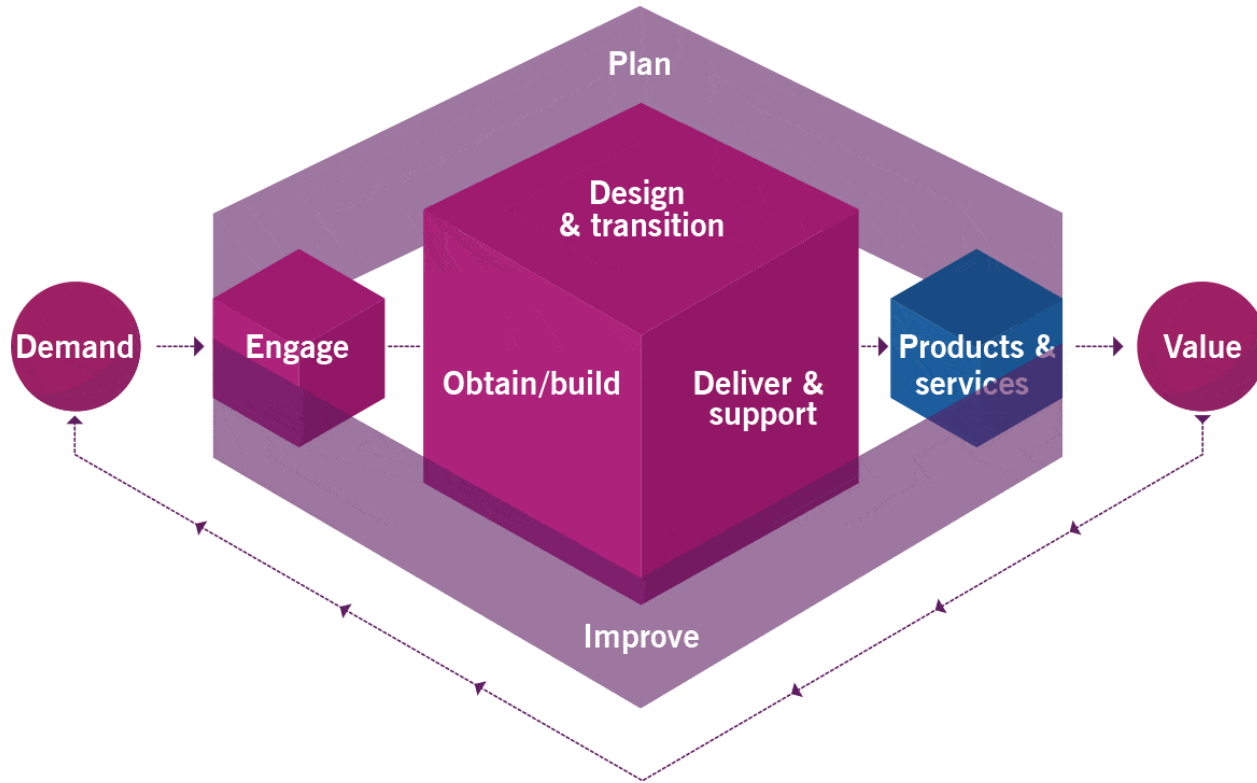 Plan
Design
& transition
Demand
Engage
Obtain/build
Deliver &
support
Products &
services
Value
Improve